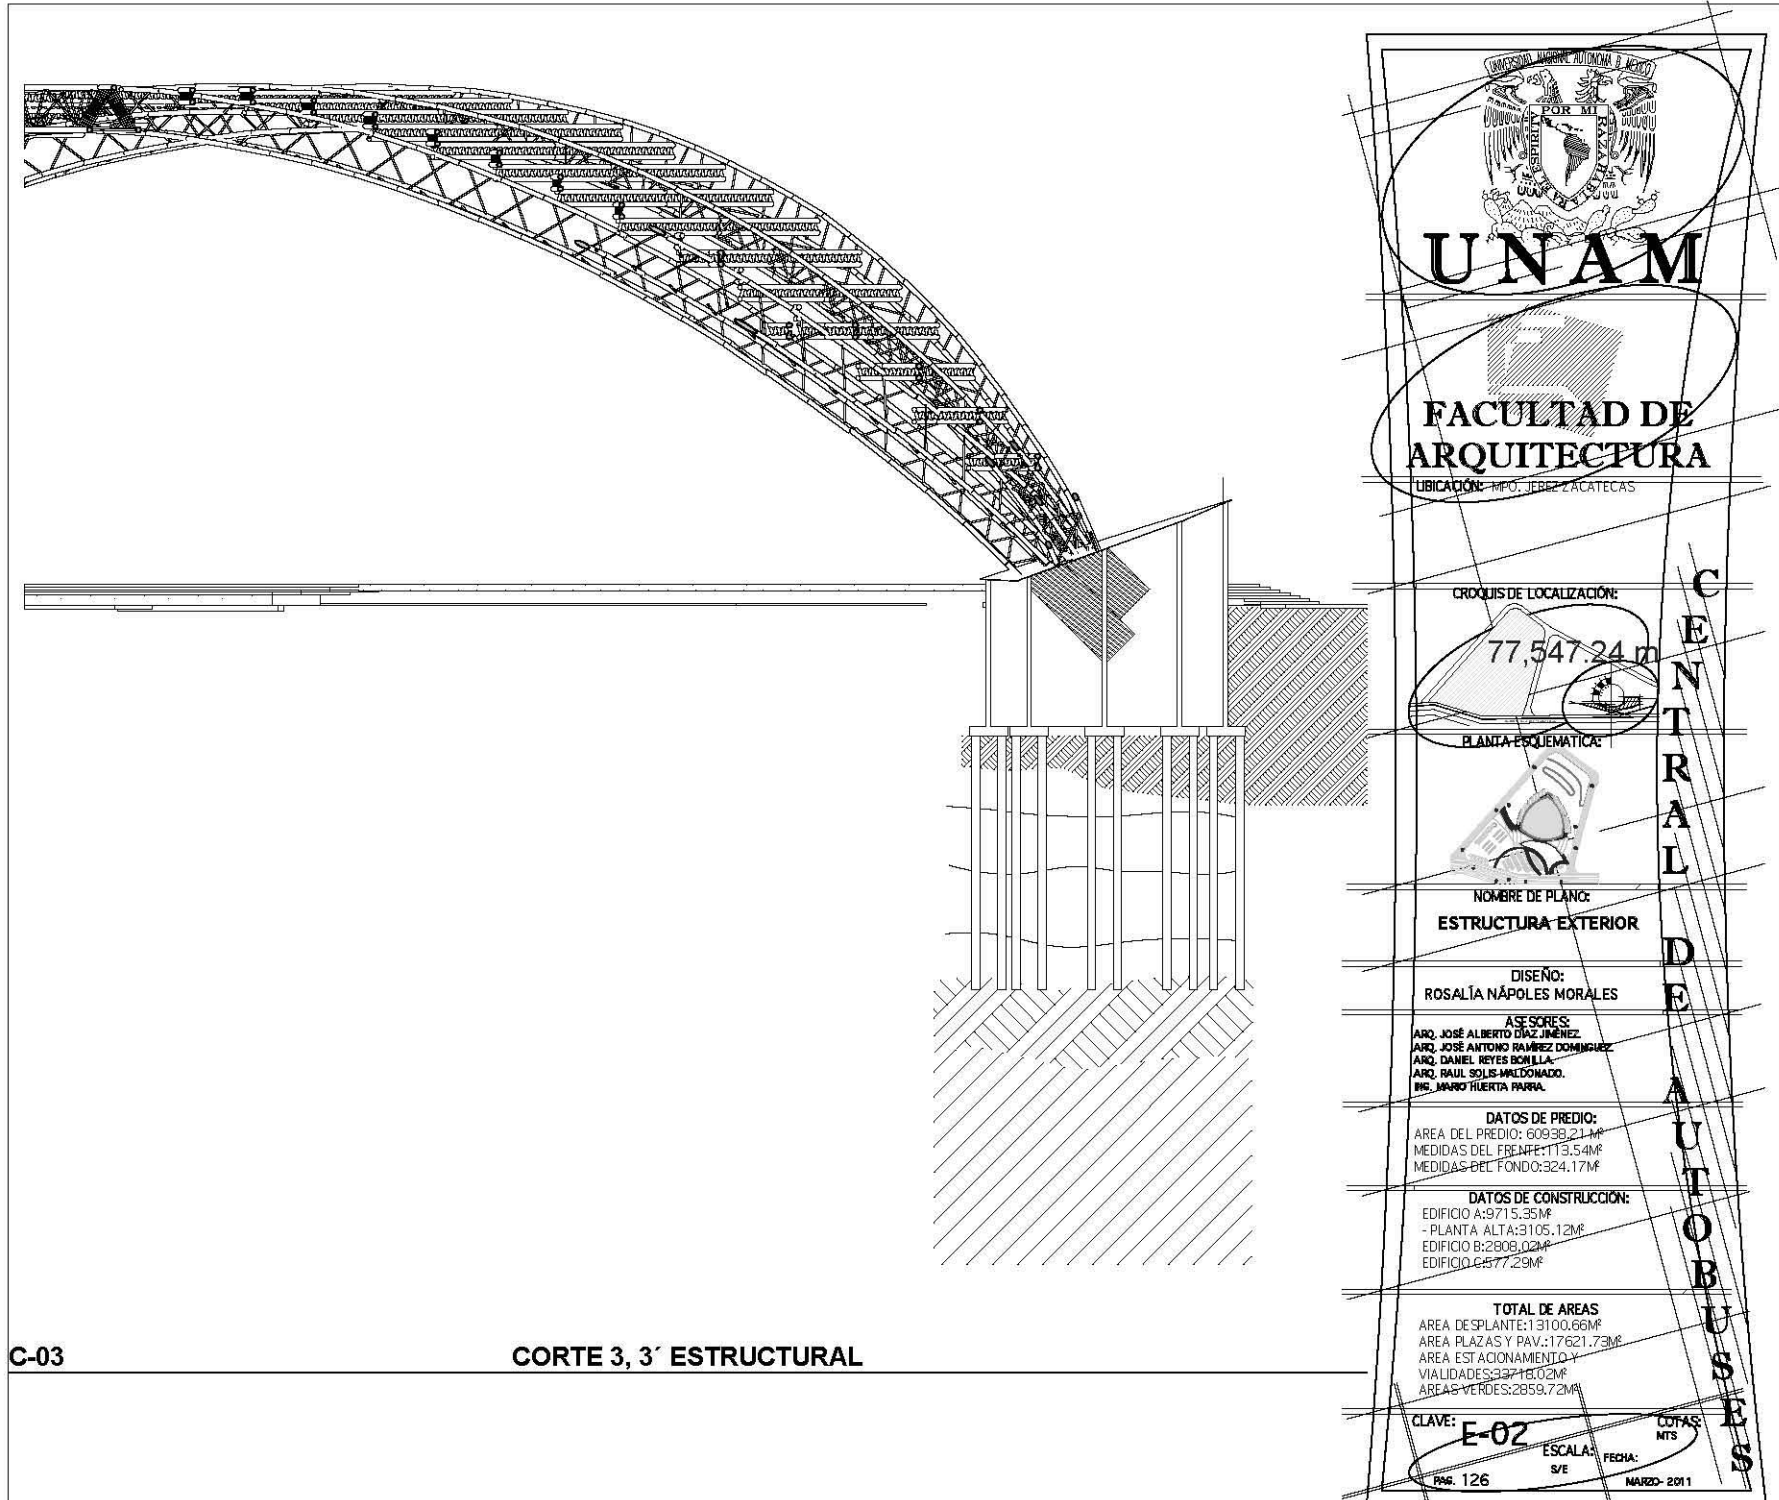 UNIVERSIDAD NACIONAL AUTONOMA D MEXICO
POR MI
RAZA HABLARA EL ESPIRITU
UNAM
FACULTAD DE
ARQUITECTURA
UBICACIÓN: MPO. JEREZ ZACATECAS
CROQUIS DE LOCALIZACIÓN:
77,547.24 m
PLANTA ESQUEMATICA:
NOMBRE DE PLANO:
ESTRUCTURA EXTERIOR
DISEÑO:
ROSALÍA NÁPOLES MORALES
ASESORES:
ARQ. JOSÉ ALBERTO DÍAZ JIMÉNEZ.
ARQ. JOSÉ ANTONO RAMÍREZ DOMINGUEZ.
ARQ. DANIEL REYES BONILLA.
ARQ. RAUL SOLIS MALDONADO.
ING. MARIO HUERTA PARRA.
DATOS DE PREDIO:
AREA DEL PREDIO: 60938.21 M²
MEDIDAS DEL FRENTE:113.54M²
MEDIDAS DEL FONDO:324.17M²
DATOS DE CONSTRUCCIÓN:
EDIFICIO A:9715.35M²
- PLANTA ALTA:3105.12M²
EDIFICIO B:2808.02M²
EDIFICIO C:577.29M²
TOTAL DE AREAS
AREA DESPLANTE:13100.66M²
AREA PLAZAS Y PAV.:17621.73M²
AREA ESTACIONAMIENTO Y
VIALIDADES:33718.02M²
AREAS VERDES:2859.72M²
CLAVE: E-02
COTAS:
MTS
ESCALA:
S/E
FECHA:
MARZO- 2011
PAG. 126
CENTRAL DE AUTOBUSES
C-03
CORTE 3, 3´ ESTRUCTURAL